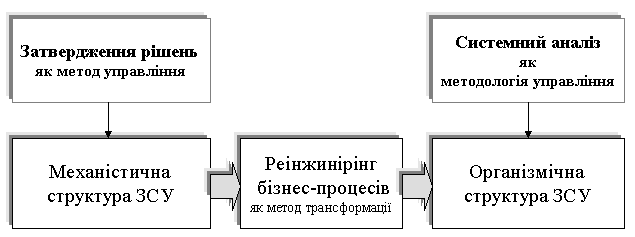 Затвердження рішень
як метод управління
Системний аналіз
як
методологія управління
Механістична
структура ЗСУ
Реінжинірінг
бізнес-процесів
як метод трансформації
Організмічна
структура ЗСУ